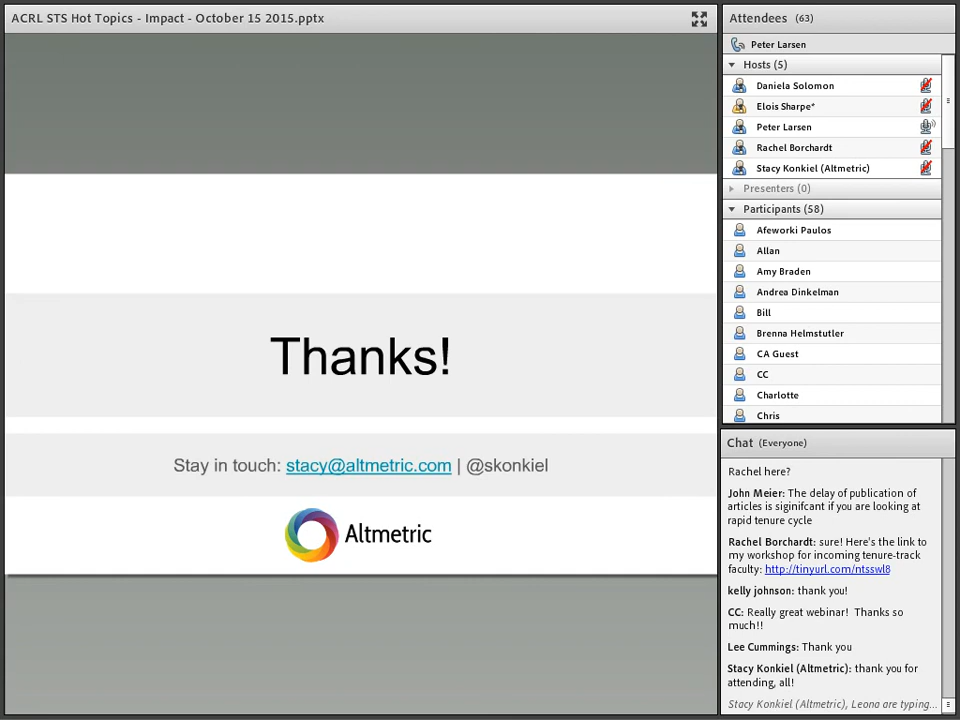 ACRL STS Hot Topics - Impact - October 15 2015.pptx
Thanks!
Stay in touch: stacy@altmetric.com | @skonkiel
Altmetric
Attendees (63)
Peter Larsen
Hosts (5)
Daniela Solomon
Elois Sharpe*
Peter Larsen
Rachel Borchardt
Stacy Konkiel (Altmetric)
Presenters (0)
Participants (58)
Afeworki Paulos
Allan
Amy Braden
Andrea Dinkelman
Bill
Brenna Helmstutler
CA Guest
CC
Charlotte
Chris
Chat (Everyone)
Rachel here?
John Meier: The delay of publication of
articles is siginifcant if you are looking at
rapid tenure cycle
Rachel Borchardt: sure! Here's the link to
my workshop for incoming tenure-track
faculty: http://tinyurl.com/ntsswl8
kelly johnson: thank you!
CC: Really great webinar! Thanks so
much!!
Lee Cummings: Thank you
Stacy Konkiel (Altmetric): thank you for
attending, all!
Stacy Konkiel (Altmetric), Leona are typing...